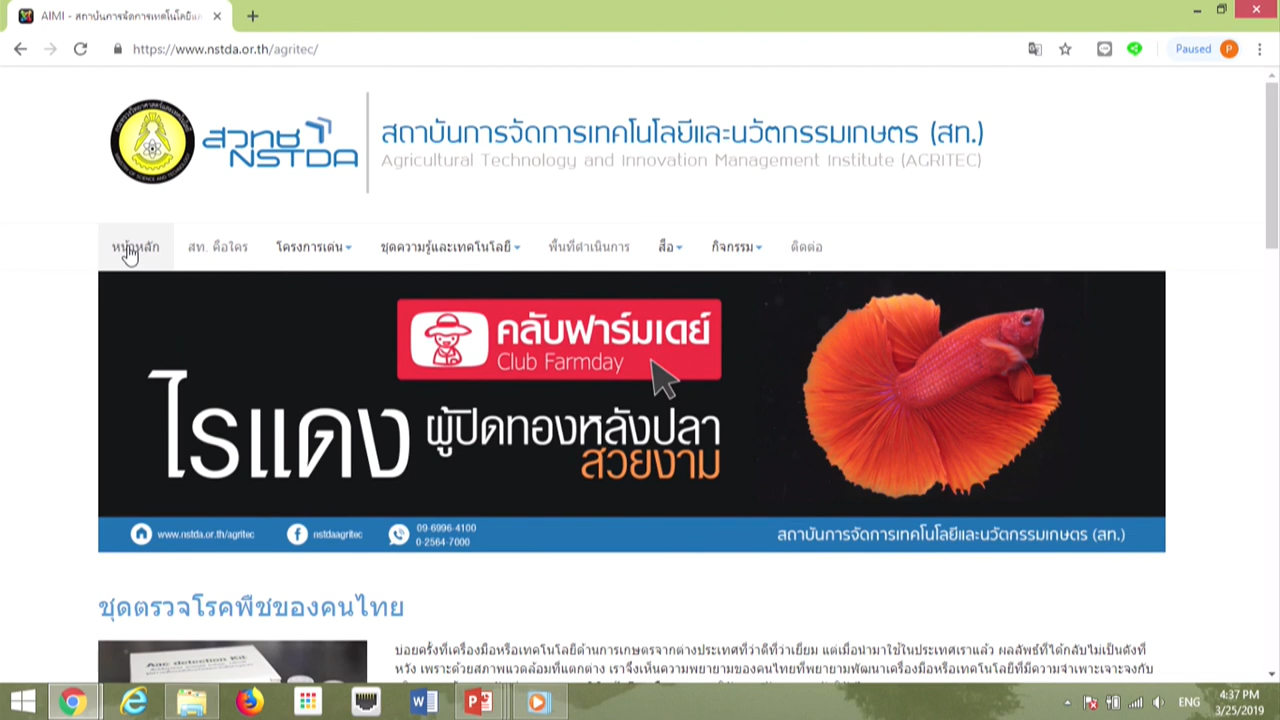 AIMI - สถาบันการจัดการเทคโนโลยีแล
https://www.nstda.or.th/agritec/
Paused P
สวทช
NSTDA
สถาบันการจัดการเทคโนโลยีและนวัตกรรมเกษตร (สท.)
Agricultural Technology and Innovation Management Institute (AGRITEC)
หน้าหลัก สท. คือใคร โครงการเด่น ชุดความรู้และเทคโนโลยี พื้นที่ดำเนินการ สื่อ กิจกรรม ติดต่อ
คลับฟาร์มเดย์
Club Farmday
ไรแดง ผู้ปิดทองหลังปลา
สวยงาม
www.nstda.or.th/agritec nstdaagritec 09-6996-4100
0-2564-7000
สถาบันการจัดการเทคโนโลยีและนวัตกรรมเกษตร (สท.)
ชุดตรวจโรคพืชของคนไทย
Aac detection Kit
บ่อยครั้งที่เครื่องมือหรือเทคโนโลยีด้านการเกษตรจากต่างประเทศที่ว่าดีที่ว่าเยี่ยม แต่เมื่อนำมาใช้ในประเทศเราแล้ว ผลลัพธ์ที่ได้กลับไม่เป็นดังที่
หวัง เพราะด้วยสภาพแวดล้อมที่แตกต่าง เราจึงเห็นความพยายามของคนไทยที่พยายามพัฒนาเครื่องมือหรือเทคโนโลยีที่มีความจำเพาะเจาะจงกับ
ENG
4:37 PM
3/25/2019